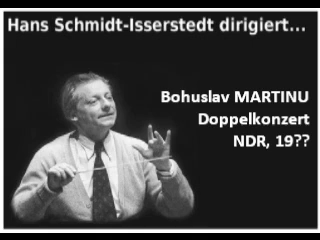 Hans Schmidt-Isserstedt dirigiert...
Bohuslav MARTINU
Doppelkonzert
NDR, 19??